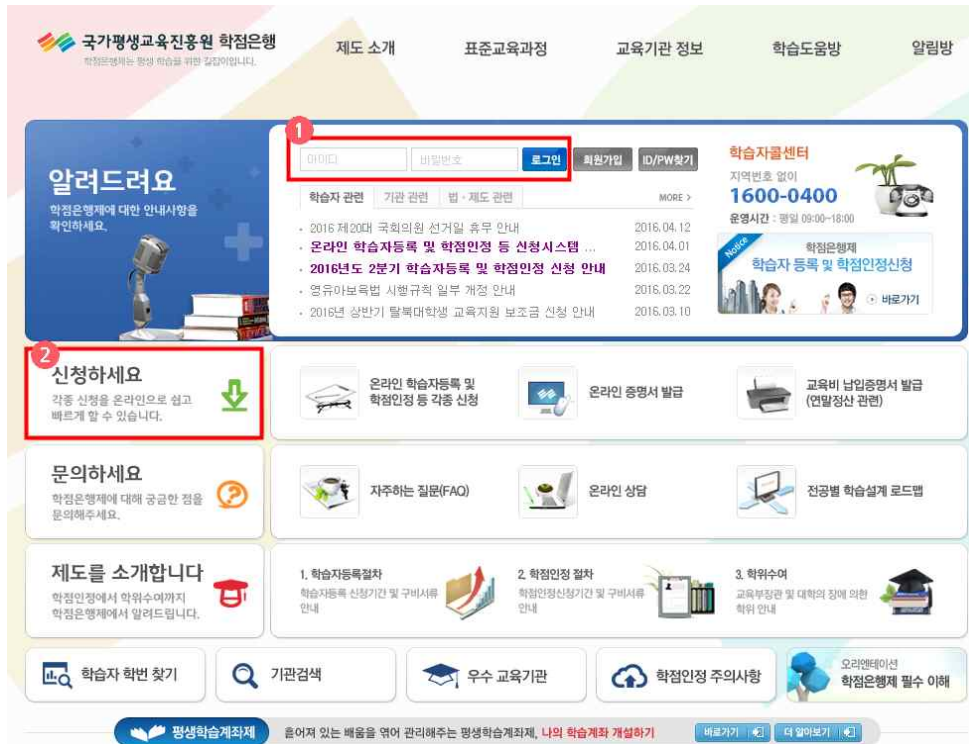 국가평생교육진흥원 학점은행
학점은행제는 평생 학습을 위한 길잡이입니다.
제도 소개
표준교육과정
교육기관 정보
학습도움방
알림방
1
알려드려요
학점은행제에 대한 안내사항을
확인하세요.
아이디
비밀번호
로그인
회원가입
ID/PW찾기
학습자 관련
기관 관련
법·제도 관련
MORE >
· 2016 제20대 국회의원 선거일 휴무 안내 2016.04.12
· 온라인 학습자등록 및 학점인정 등 신청시스템 ... 2016.04.01
· 2016년도 2분기 학습자등록 및 학점인정 신청 안내 2016.03.24
· 영유아보육법 시행규칙 일부 개정 안내 2016.03.22
· 2016년 상반기 탈북대학생 교육지원 보조금 신청 안내 2016.03.10
학습자콜센터
지역번호 없이
1600-0400
운영시간 : 평일 09:00~18:00
Notice
학점은행제
학습자 등록 및 학점인정신청
바로가기
2
신청하세요
각종 신청을 온라인으로 쉽고
빠르게 할 수 있습니다.
온라인 학습자등록 및
학점인정 등 각종 신청
온라인 증명서 발급
교육비 납입증명서 발급
(연말정산 관련)
문의하세요
학점은행제에 대해 궁금한 점을
문의해주세요.
자주하는 질문(FAQ)
온라인 상담
전공별 학습설계 로드맵
제도를 소개합니다
학점인정에서 학위수여까지
학점은행제에서 알려드립니다.
1. 학습자등록절차
학습자등록 신청기간 및 구비서류
안내
2. 학점인정 절차
학점인정신청기간 및 구비서류
안내
3. 학위수여
교육부장관 및 대학의 장에 의한
학위 안내
학습자 학번 찾기
기관검색
우수 교육기관
학점인정 주의사항
오리엔테이션
학점은행제 필수 이해
평생학습계좌제
흩어져 있는 배움을 엮어 관리해주는 평생학습계좌제, 나의 학습계좌 개설하기
바로가기
더 알아보기